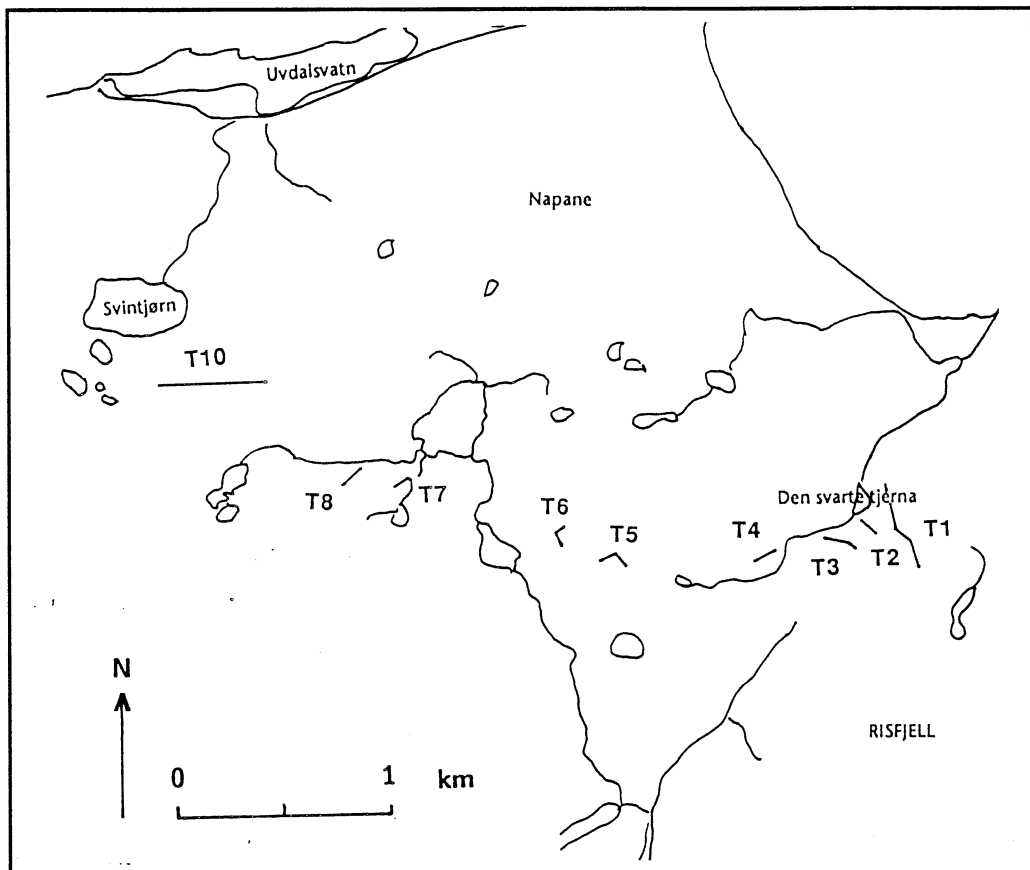 Uvdalsvatn
Napane
Svintjørn
T10
T8
T7
T6
T5
Den svarte tjerna
T4
T3
T2
T1
N
RISFJELL
0 1 km